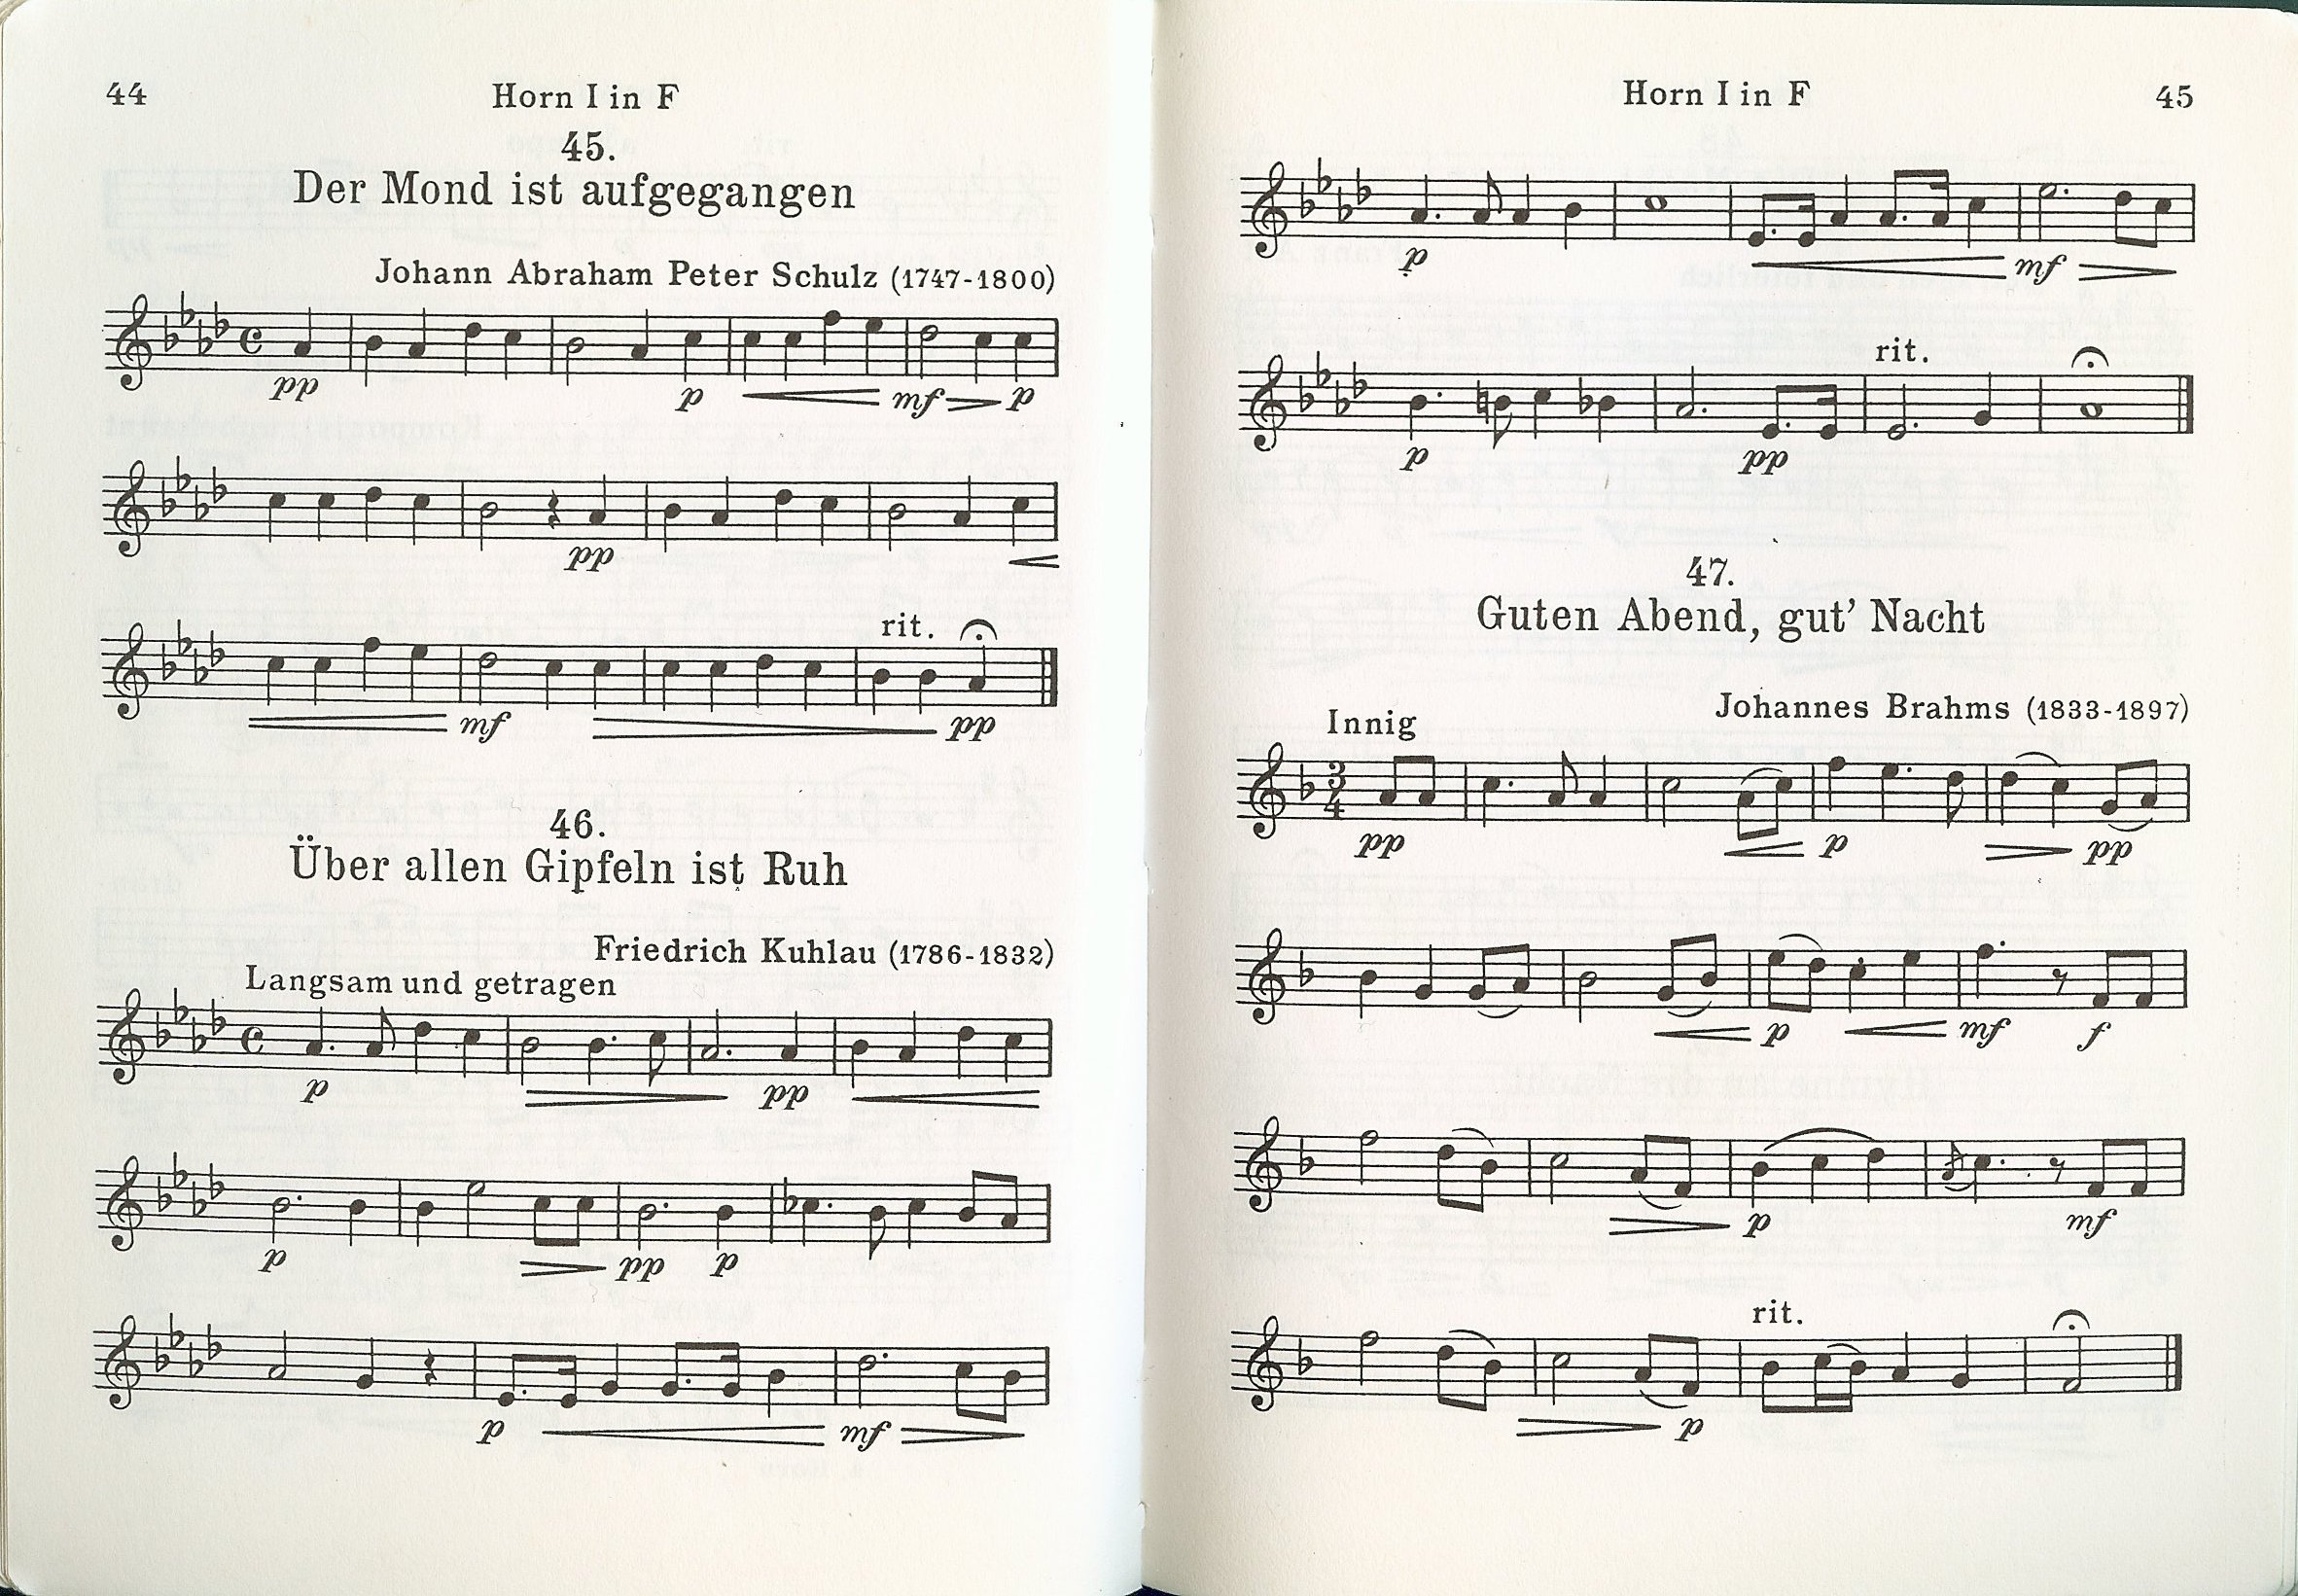 44
Horn I in F
45.
Der Mond ist aufgegangen
Johann Abraham Peter Schulz (1747-1800)
pp p mf p
pp
rit.
mf pp
46.
Über allen Gipfeln ist Ruh
Friedrich Kuhlau (1786-1832)
Langsam und getragen
p pp
p pp p
p mf
Horn I in F
45
p mf
rit.
p pp
47.
Guten Abend, gut' Nacht
Johannes Brahms (1833-1897)
Innig
3
4
pp p pp
p mf f
p mf
rit.
p